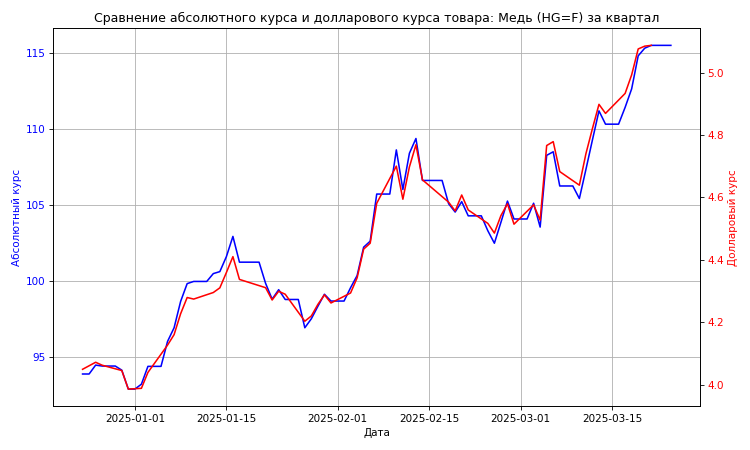 Сравнение абсолютного курса и долларового курса товара: Медь (HG=F) за квартал
115
110
105
100
95
Абсолютный курс
5.0
4.8
4.6
4.4
4.2
4.0
Долларовый курс
2025-01-01 2025-01-15 2025-02-01 2025-02-15 2025-03-01 2025-03-15
Дата